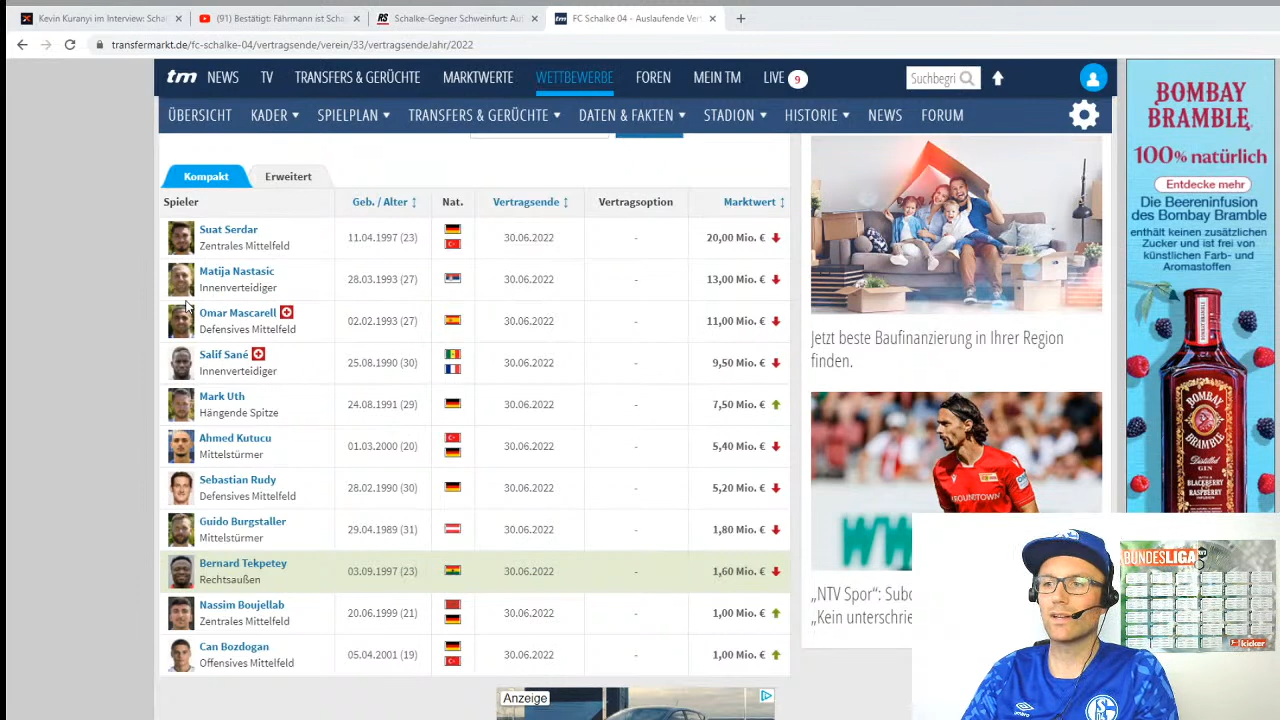 Kevin Kuranyi im Interview: Scha
(91) Bestätigt: Fährmann ist Scha
RS Schalke-Gegner Schweinfurt: Au
tm FC Schalke 04 - Auslaufende Ver
transfermarkt.de/fc-schalke-04/vertragsende/verein/33/vertragsendeJahr/2022
tm NEWS TV TRANSFERS & GERÜCHTE MARKTWERTE WETTBEWERBE FOREN MEIN TM LIVE 9 Suchbegri
ÜBERSICHT KADER SPIELPLAN TRANSFERS & GERÜCHTE DATEN & FAKTEN STADION HISTORIE NEWS FORUM
Kompakt Erweitert
Spieler Geb. / Alter Nat. Vertragsende Vertragsoption Marktwert
Suat Serdar
Zentrales Mittelfeld
11.04.1997 (23) 30.06.2022 - 20,00 Mio. €
Matija Nastasic
Innenverteidiger
28.03.1993 (27) 30.06.2022 - 13,00 Mio. €
Omar Mascarell
Defensives Mittelfeld
02.02.1993 (27) 30.06.2022 - 11,00 Mio. €
Salif Sané
Innenverteidiger
25.08.1990 (30) 30.06.2022 - 9,50 Mio. €
Mark Uth
Hängende Spitze
24.08.1991 (29) 30.06.2022 - 7,50 Mio. €
Ahmed Kutucu
Mittelstürmer
01.03.2000 (20) 30.06.2022 - 5,40 Mio. €
Sebastian Rudy
Defensives Mittelfeld
28.02.1990 (30) 30.06.2022 - 5,20 Mio. €
Guido Burgstaller
Mittelstürmer
29.04.1989 (31) 30.06.2022 - 1,80 Mio. €
Bernard Tekpetey
Rechtsaußen
03.09.1997 (23) 30.06.2022 - 1,60 Mio. €
Nassim Boujellab
Zentrales Mittelfeld
20.06.1999 (21) 30.06.2022 - 1,00 Mio. €
Can Bozdogan
Offensives Mittelfeld
05.04.2001 (19) 30.06.2022 - 1,00 Mio. €
Anzeige
Jetzt beste Baufinanzierung in Ihrer Region
finden.
„NTV Spor“: Subo
„Kein unterschrie
BOMBAY
BRAMBLE
100% natürlich
Entdecke mehr
Die Beereninfusion
des Bombay Bramble
enthält keinen zusätzlichen
Zucker und ist frei von
künstlichen Farb- und
Aromastoffen
BOMBAY
BRAMBLE
Distilled
GIN
BLACKBERRY
RASPBERRY
BUNDESLIGA
kicker